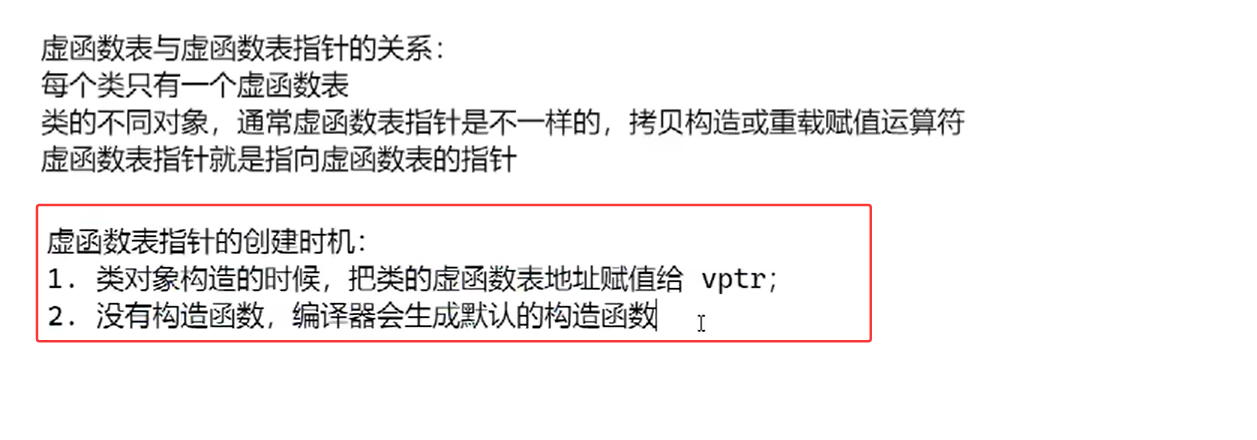 虚函数表与虚函数表指针的关系：
每个类只有一个虚函数表
类的不同对象，通常虚函数表指针是不一样的，拷贝构造或重载赋值运算符
虚函数表指针就是指向虚函数表的指针
虚函数表指针的创建时机：
1. 类对象构造的时候，把类的虚函数表地址赋值给 vptr；
2. 没有构造函数，编译器会生成默认的构造函数